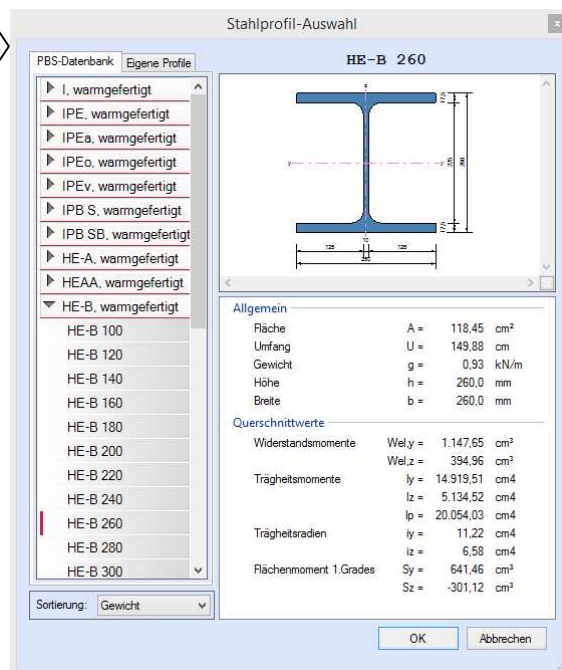 Stahlprofil-Auswahl
x
PBS-Datenbank Eigene Profile
I, warmgefertigt
IPE, warmgefertigt
IPEa, warmgefertigt
IPEo, warmgefertigt
IPEv, warmgefertigt
IPB S, warmgefertigt
IPB SB, warmgefertigt
HE-A, warmgefertigt
HEAA, warmgefertigt
HE-B, warmgefertigt
HE-B 100
HE-B 120
HE-B 140
HE-B 160
HE-B 180
HE-B 200
HE-B 220
HE-B 240
HE-B 260
HE-B 280
HE-B 300
Sortierung: Gewicht
HE-B 260
y y
125 10 125
260
Allgemein
Fläche A = 118,45 cm²
Umfang U = 149,88 cm
Gewicht g = 0,93 kN/m
Höhe h = 260,0 mm
Breite b = 260,0 mm
Querschnittwerte
Widerstandsmomente Wel,y = 1.147,65 cm³
Wel,z = 394,96 cm³
Trägheitsmomente Iy = 14.919,51 cm4
Iz = 5.134,52 cm4
Ip = 20.054,03 cm4
Trägheitsradien iy = 11,22 cm4
iz = 6,58 cm4
Flächenmoment 1.Grades Sy = 641,46 cm³
Sz = -301,12 cm³
OK Abbrechen